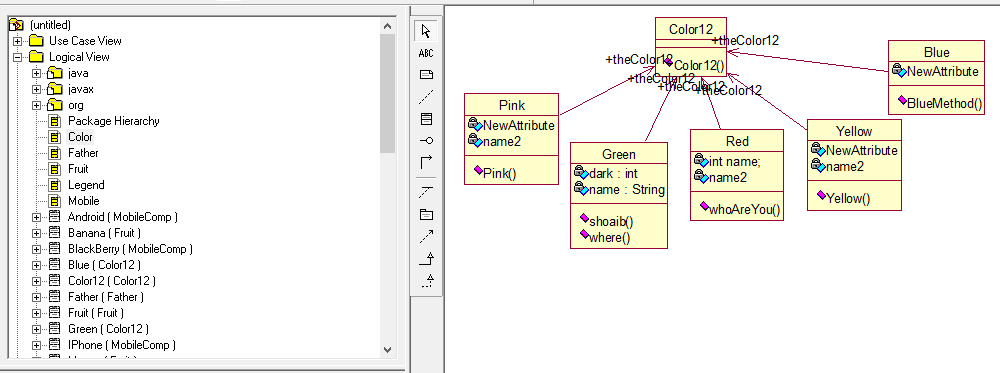 (untitled)
Use Case View
Logical View
java
javax
org
Package Hierarchy
Color
Father
Fruit
Legend
Mobile
Android ( MobileComp )
Banana ( Fruit )
BlackBerry ( MobileComp )
Blue ( Color12 )
Color12 ( Color12 )
Father ( Father )
Fruit ( Fruit )
Green ( Color12 )
IPhone ( MobileComp )
ABC
Color12
Color12()
+theColor12
+theColor12
+theColor12
+theColor12
+theColor12
Blue
NewAttribute
BlueMethod()
Pink
NewAttribute
name2
Pink()
Green
dark : int
name : String
shoaib()
where()
Red
int name;
name2
whoAreYou()
Yellow
NewAttribute
name2
Yellow()